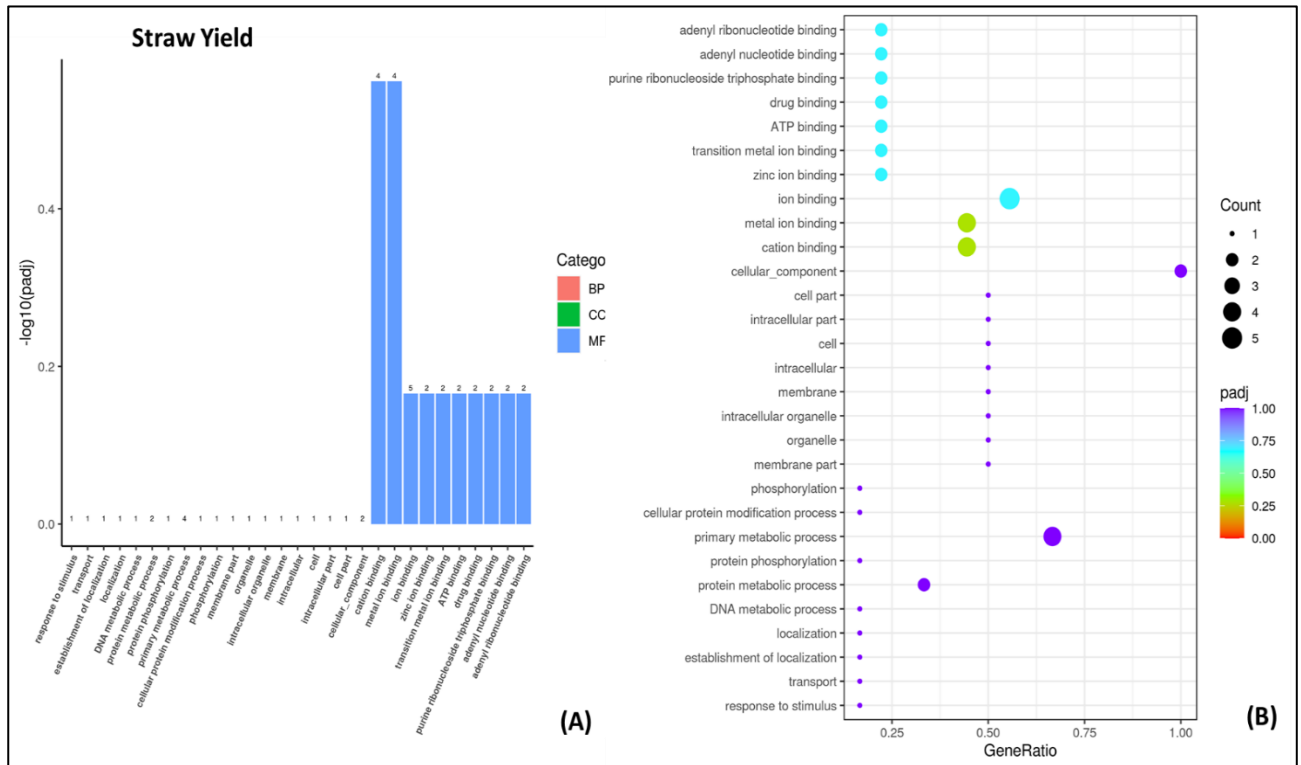 Straw Yield
4 4
0.4
-log10(padj)
Catego
BP
CC
MF
0.2
5 2 2 2 2 2 2 2
0.0
1 1 1 1 1 2 1 4 1 1 1 1 1 1 1 1 1 1 2
response to stimulus
transport
establishment of localization
localization
DNA metabolic process
protein metabolic process
protein phosphorylation
primary metabolic process
cellular protein modification process
phosphorylation
membrane part
organelle
intracellular organelle
membrane
intracellular
cell
intracellular part
cell part
cellular_component
cation binding
metal ion binding
ion binding
zinc ion binding
transition metal ion binding
ATP binding
drug binding
purine ribonucleoside triphosphate binding
adenyl nucleotide binding
adenyl ribonucleotide binding
(A)
adenyl ribonucleotide binding
adenyl nucleotide binding
purine ribonucleoside triphosphate binding
drug binding
ATP binding
transition metal ion binding
zinc ion binding
ion binding
metal ion binding
cation binding
cellular_component
cell part
intracellular part
cell
intracellular
membrane
intracellular organelle
organelle
membrane part
phosphorylation
cellular protein modification process
primary metabolic process
protein phosphorylation
protein metabolic process
DNA metabolic process
localization
establishment of localization
transport
response to stimulus
0.25 0.50 0.75 1.00
GeneRatio
Count
1
2
3
4
5
padj
1.00
0.75
0.50
0.25
0.00
(B)